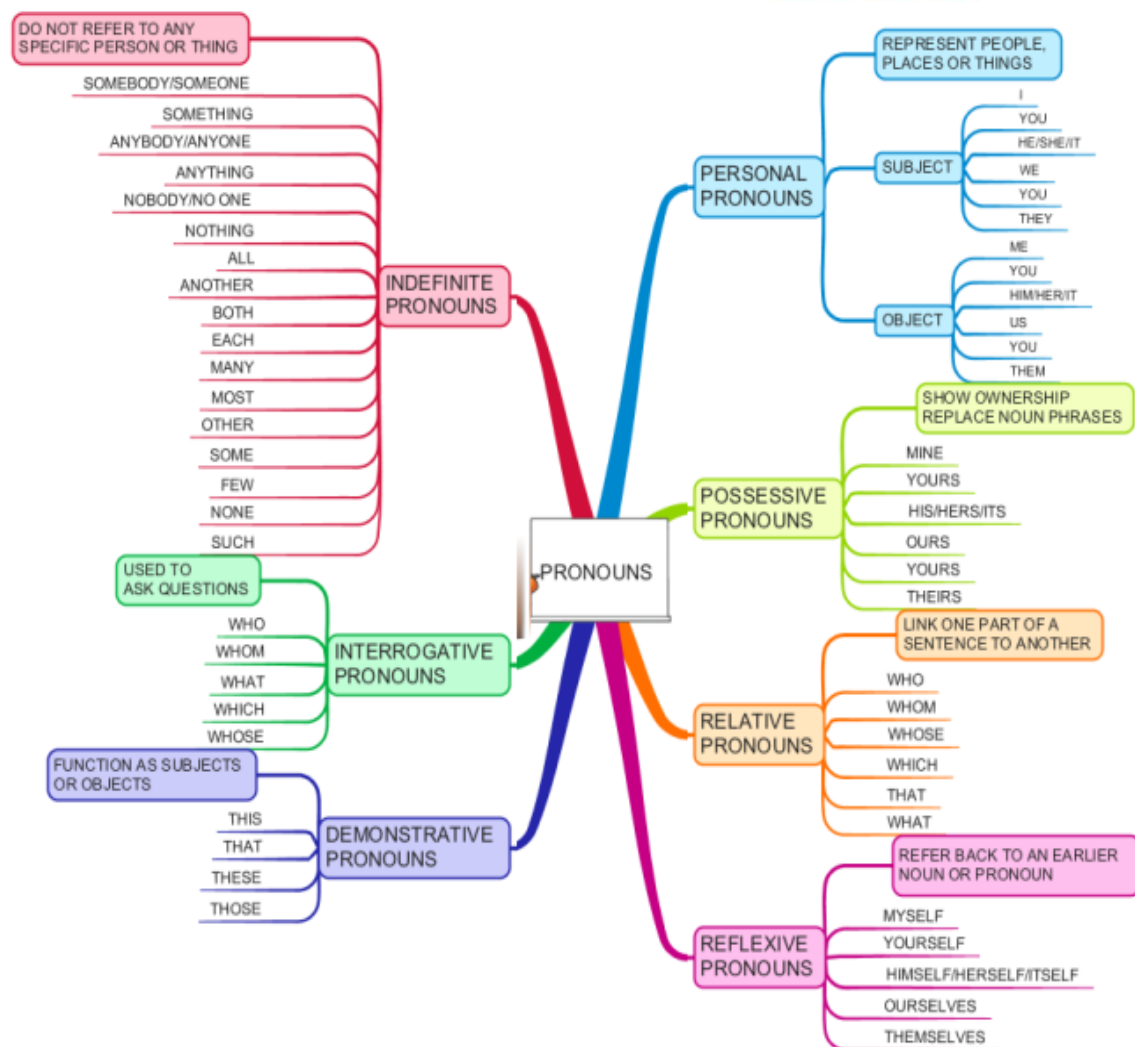 PRONOUNS
PERSONAL
PRONOUNS
REPRESENT PEOPLE,
PLACES OR THINGS
SUBJECT
I
YOU
HE/SHE/IT
WE
YOU
THEY
OBJECT
ME
YOU
HIM/HER/IT
US
YOU
THEM
POSSESSIVE
PRONOUNS
SHOW OWNERSHIP
REPLACE NOUN PHRASES
MINE
YOURS
HIS/HERS/ITS
OURS
YOURS
THEIRS
RELATIVE
PRONOUNS
LINK ONE PART OF A
SENTENCE TO ANOTHER
WHO
WHOM
WHOSE
WHICH
THAT
WHAT
REFLEXIVE
PRONOUNS
REFER BACK TO AN EARLIER
NOUN OR PRONOUN
MYSELF
YOURSELF
HIMSELF/HERSELF/ITSELF
OURSELVES
THEMSELVES
INDEFINITE
PRONOUNS
DO NOT REFER TO ANY
SPECIFIC PERSON OR THING
SOMEBODY/SOMEONE
SOMETHING
ANYBODY/ANYONE
ANYTHING
NOBODY/NO ONE
NOTHING
ALL
ANOTHER
BOTH
EACH
MANY
MOST
OTHER
SOME
FEW
NONE
SUCH
INTERROGATIVE
PRONOUNS
USED TO
ASK QUESTIONS
WHO
WHOM
WHAT
WHICH
WHOSE
DEMONSTRATIVE
PRONOUNS
FUNCTION AS SUBJECTS
OR OBJECTS
THIS
THAT
THESE
THOSE